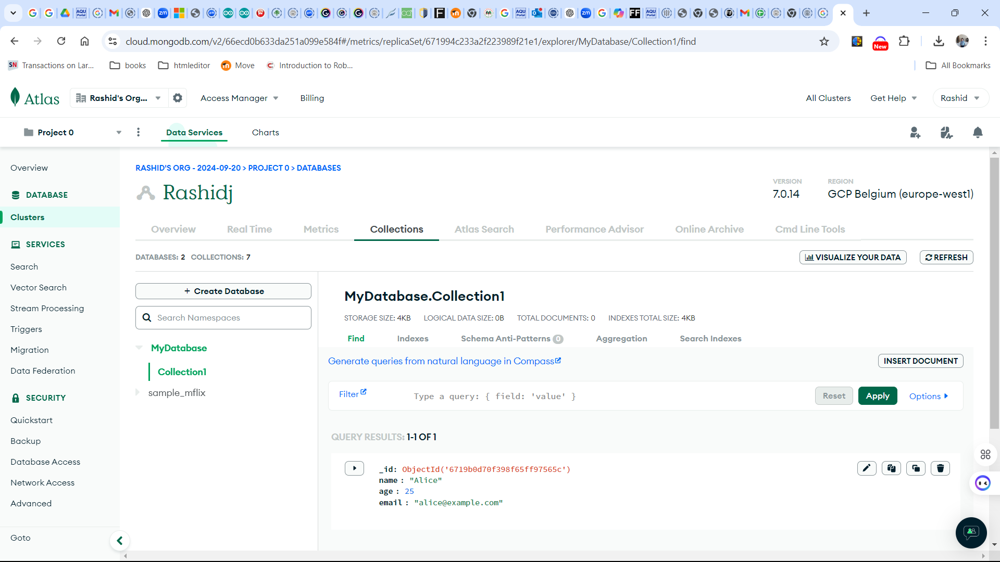 cloud.mongodb.com/v2/66ecd0b633da251a099e584f#/metrics/replicaSet/671994c233a2f223989f21e1/explorer/MyDatabase/Collection1/find
New
Transactions on Lar...
books
htmleditor
Move
Introduction to Rob...
All Bookmarks
Atlas
Rashid's Org...
Access Manager
Billing
All Clusters
Get Help
Rashid
Project 0
Data Services
Charts
Overview
DATABASE
Clusters
SERVICES
Search
Vector Search
Stream Processing
Triggers
Migration
Data Federation
SECURITY
Quickstart
Backup
Database Access
Network Access
Advanced
Goto
RASHID'S ORG - 2024-09-20 > PROJECT 0 > DATABASES
Rashidj
VERSION
7.0.14
REGION
GCP Belgium (europe-west1)
Overview
Real Time
Metrics
Collections
Atlas Search
Performance Advisor
Online Archive
Cmd Line Tools
DATABASES: 2 COLLECTIONS: 7
VISUALIZE YOUR DATA
REFRESH
+ Create Database
Search Namespaces
MyDatabase
Collection1
sample_mflix
MyDatabase.Collection1
STORAGE SIZE: 4KB LOGICAL DATA SIZE: 0B TOTAL DOCUMENTS: 0 INDEXES TOTAL SIZE: 4KB
Find
Indexes
Schema Anti-Patterns 0
Aggregation
Search Indexes
Generate queries from natural language in Compass
INSERT DOCUMENT
Filter
Type a query: { field: 'value' }
Reset
Apply
Options
QUERY RESULTS: 1-1 OF 1
_id: ObjectId('6719b0d70f398f65ff97565c')
name : "Alice"
age : 25
email : "alice@example.com"